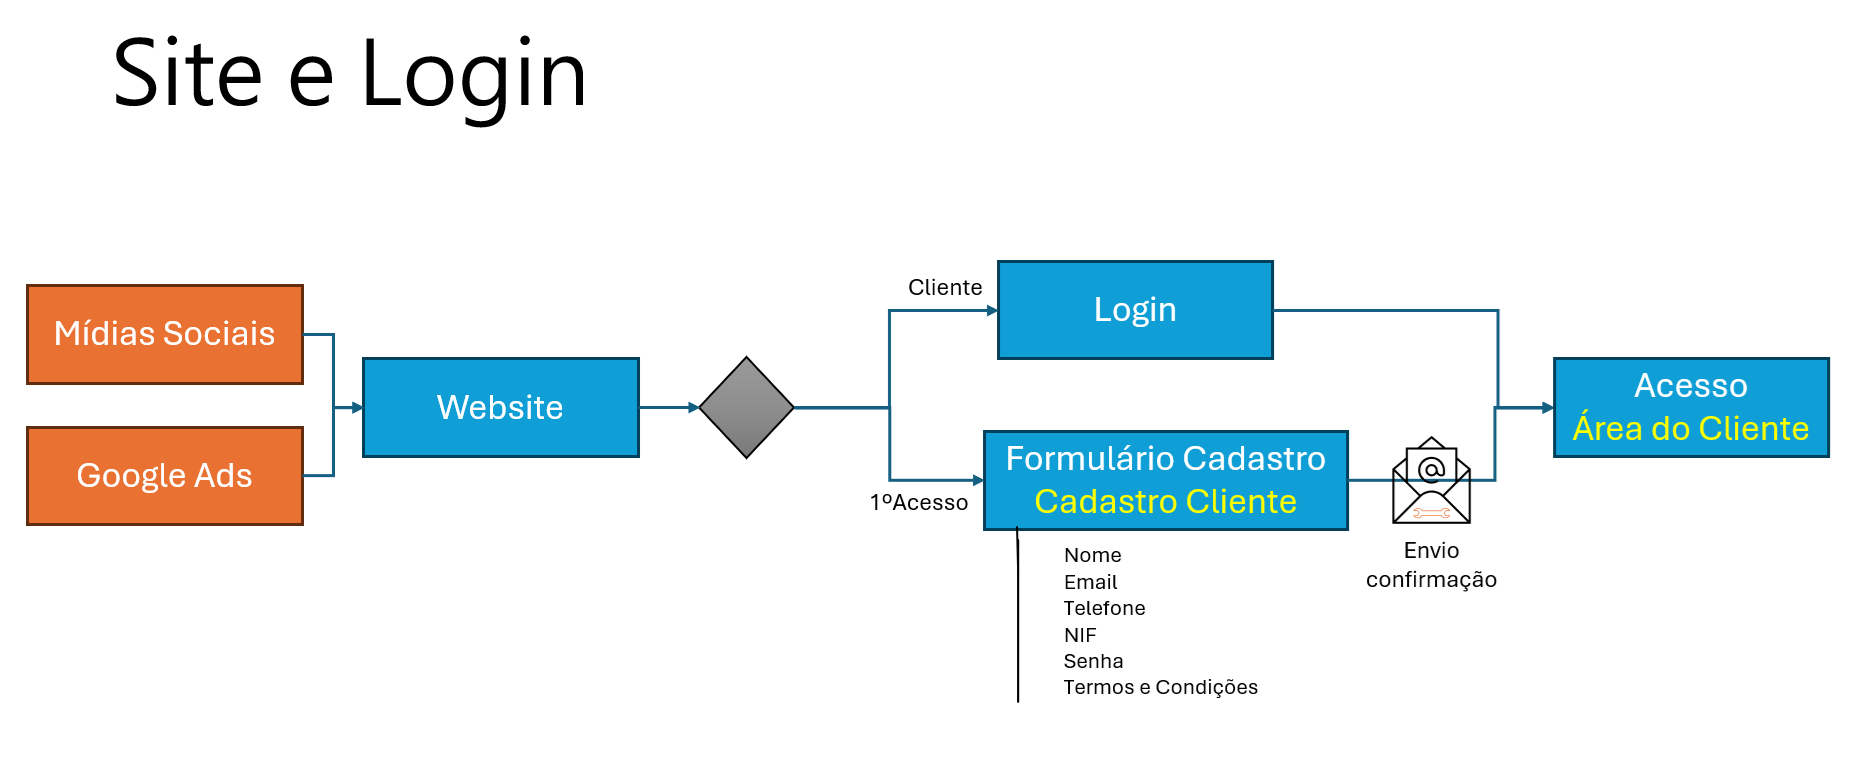 Site e Login
Mídias Sociais
Google Ads
Website
Cliente
1ºAcesso
Login
Formulário Cadastro
Cadastro Cliente
Nome
Email
Telefone
NIF
Senha
Termos e Condições
@
Envio
confirmação
Acesso
Área do Cliente